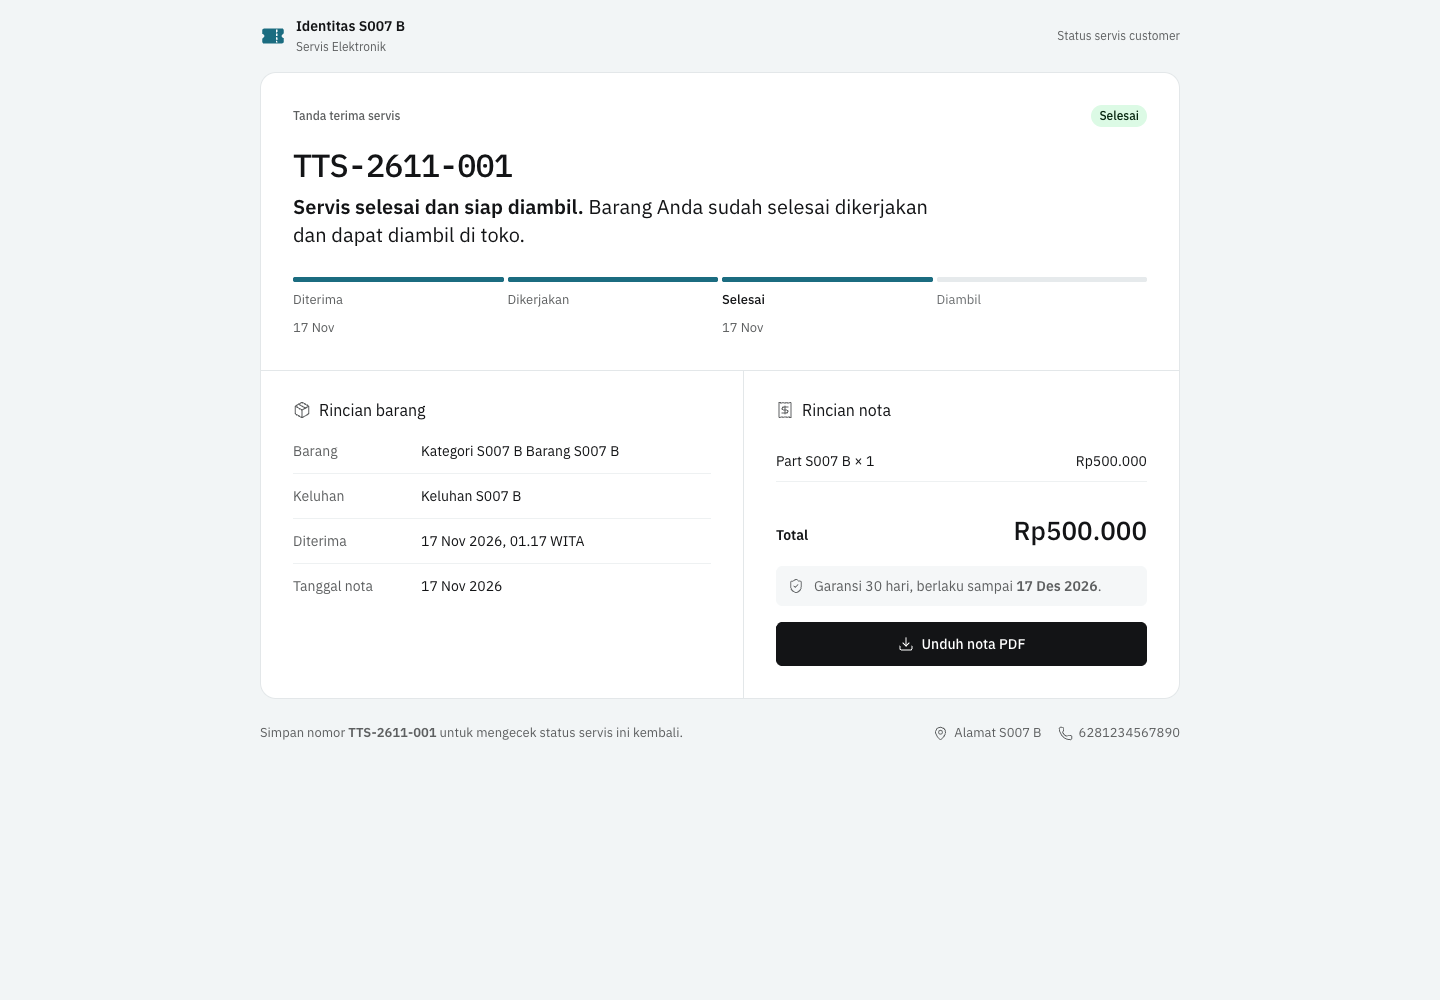 Identitas S007 B
Servis Elektronik
Status servis customer
Tanda terima servis
Selesai
TTS-2611-001
Servis selesai dan siap diambil. Barang Anda sudah selesai dikerjakan
dan dapat diambil di toko.
Diterima
17 Nov
Dikerjakan
Selesai
17 Nov
Diambil
Rincian barang
Barang Kategori S007 B Barang S007 B
Keluhan Keluhan S007 B
Diterima 17 Nov 2026, 01.17 WITA
Tanggal nota 17 Nov 2026
Rincian nota
Part S007 B × 1 Rp500.000
Total Rp500.000
Garansi 30 hari, berlaku sampai 17 Des 2026.
Unduh nota PDF
Simpan nomor TTS-2611-001 untuk mengecek status servis ini kembali.
Alamat S007 B 6281234567890